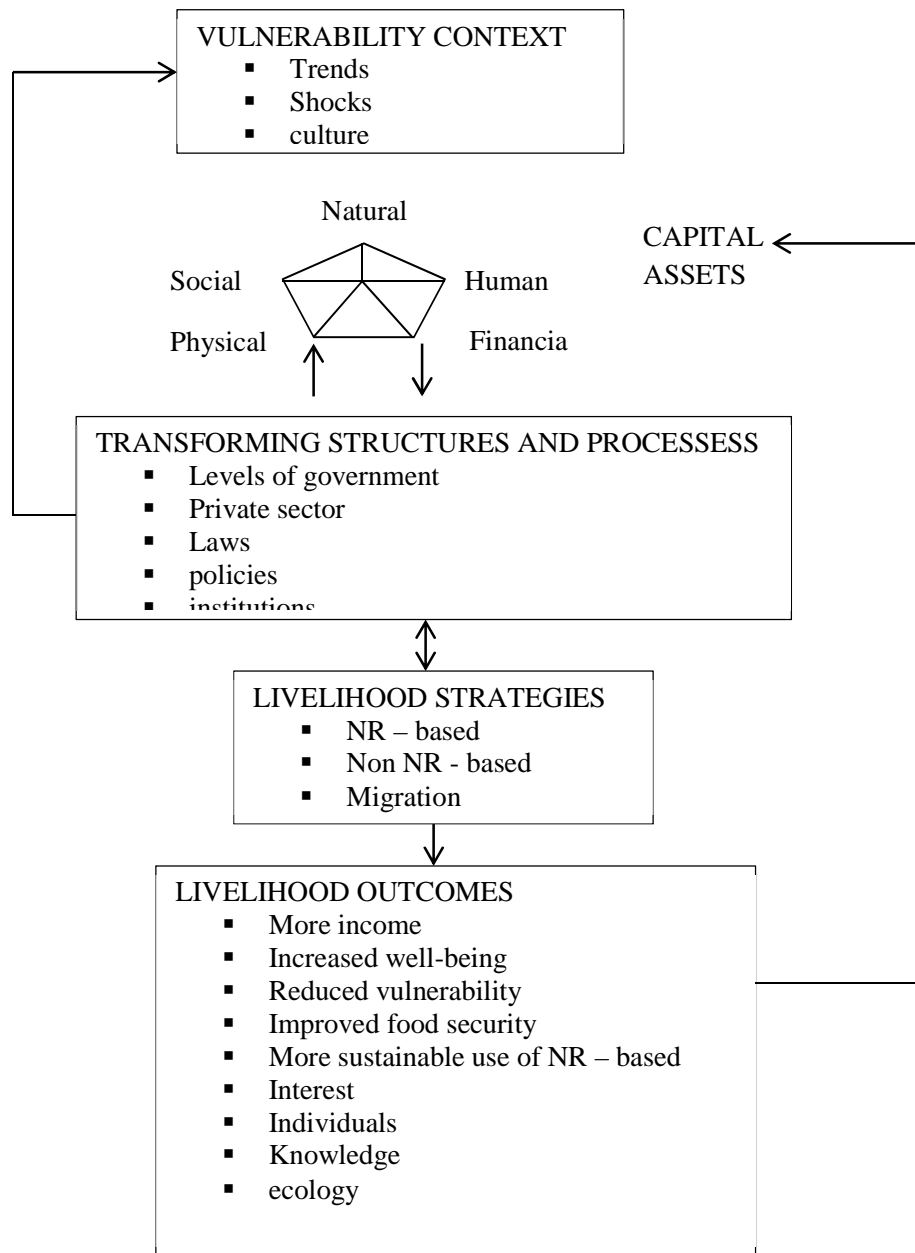 VULNERABILITY CONTEXT
▪ Trends
▪ Shocks
▪ culture
Natural
CAPITAL
ASSETS
Social
Human
Physical
Financia
TRANSFORMING STRUCTURES AND PROCESSESS
▪ Levels of government
▪ Private sector
▪ Laws
▪ policies
▪ institutions
LIVELIHOOD STRATEGIES
▪ NR – based
▪ Non NR - based
▪ Migration
LIVELIHOOD OUTCOMES
▪ More income
▪ Increased well-being
▪ Reduced vulnerability
▪ Improved food security
▪ More sustainable use of NR – based
▪ Interest
▪ Individuals
▪ Knowledge
▪ ecology